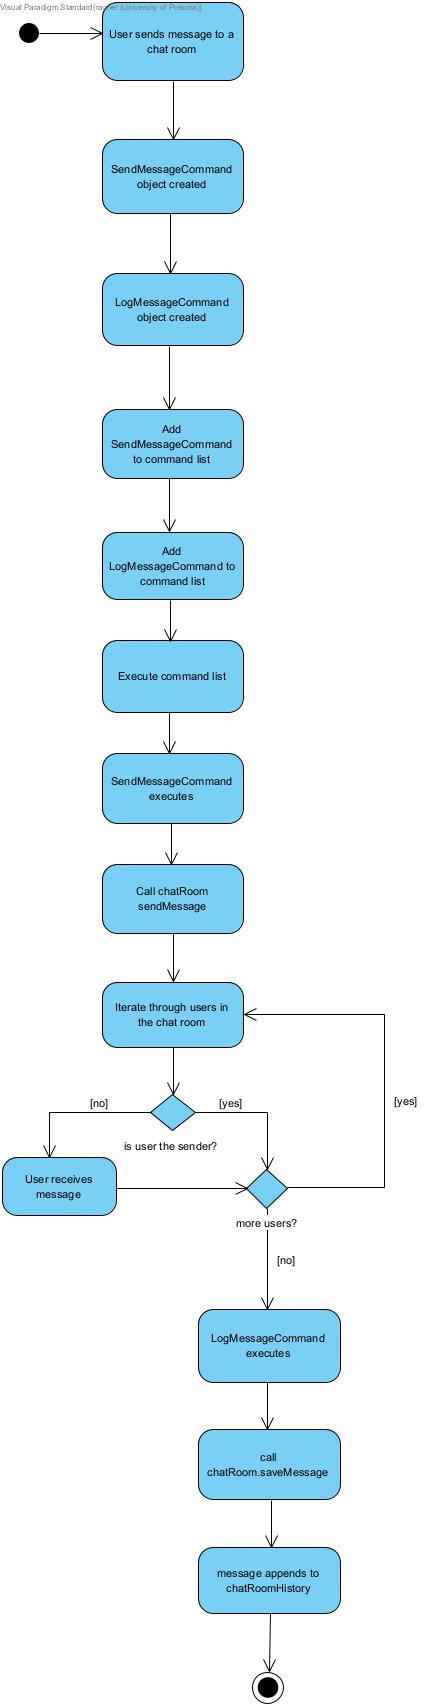 Visual Paradigm Standard(rachel (University of Pretoria))
User sends message to a
chat room
SendMessageCommand
object created
LogMessageCommand
object created
Add
SendMessageCommand
to command list
Add
LogMessageCommand to
command list
Execute command list
SendMessageCommand
executes
Call chatRoom
sendMessage
Iterate through users in
the chat room
[no]
[yes]
[yes]
is user the sender?
User receives
message
more users?
[no]
LogMessageCommand
executes
call
chatRoom.saveMessage
message appends to
chatRoomHistory